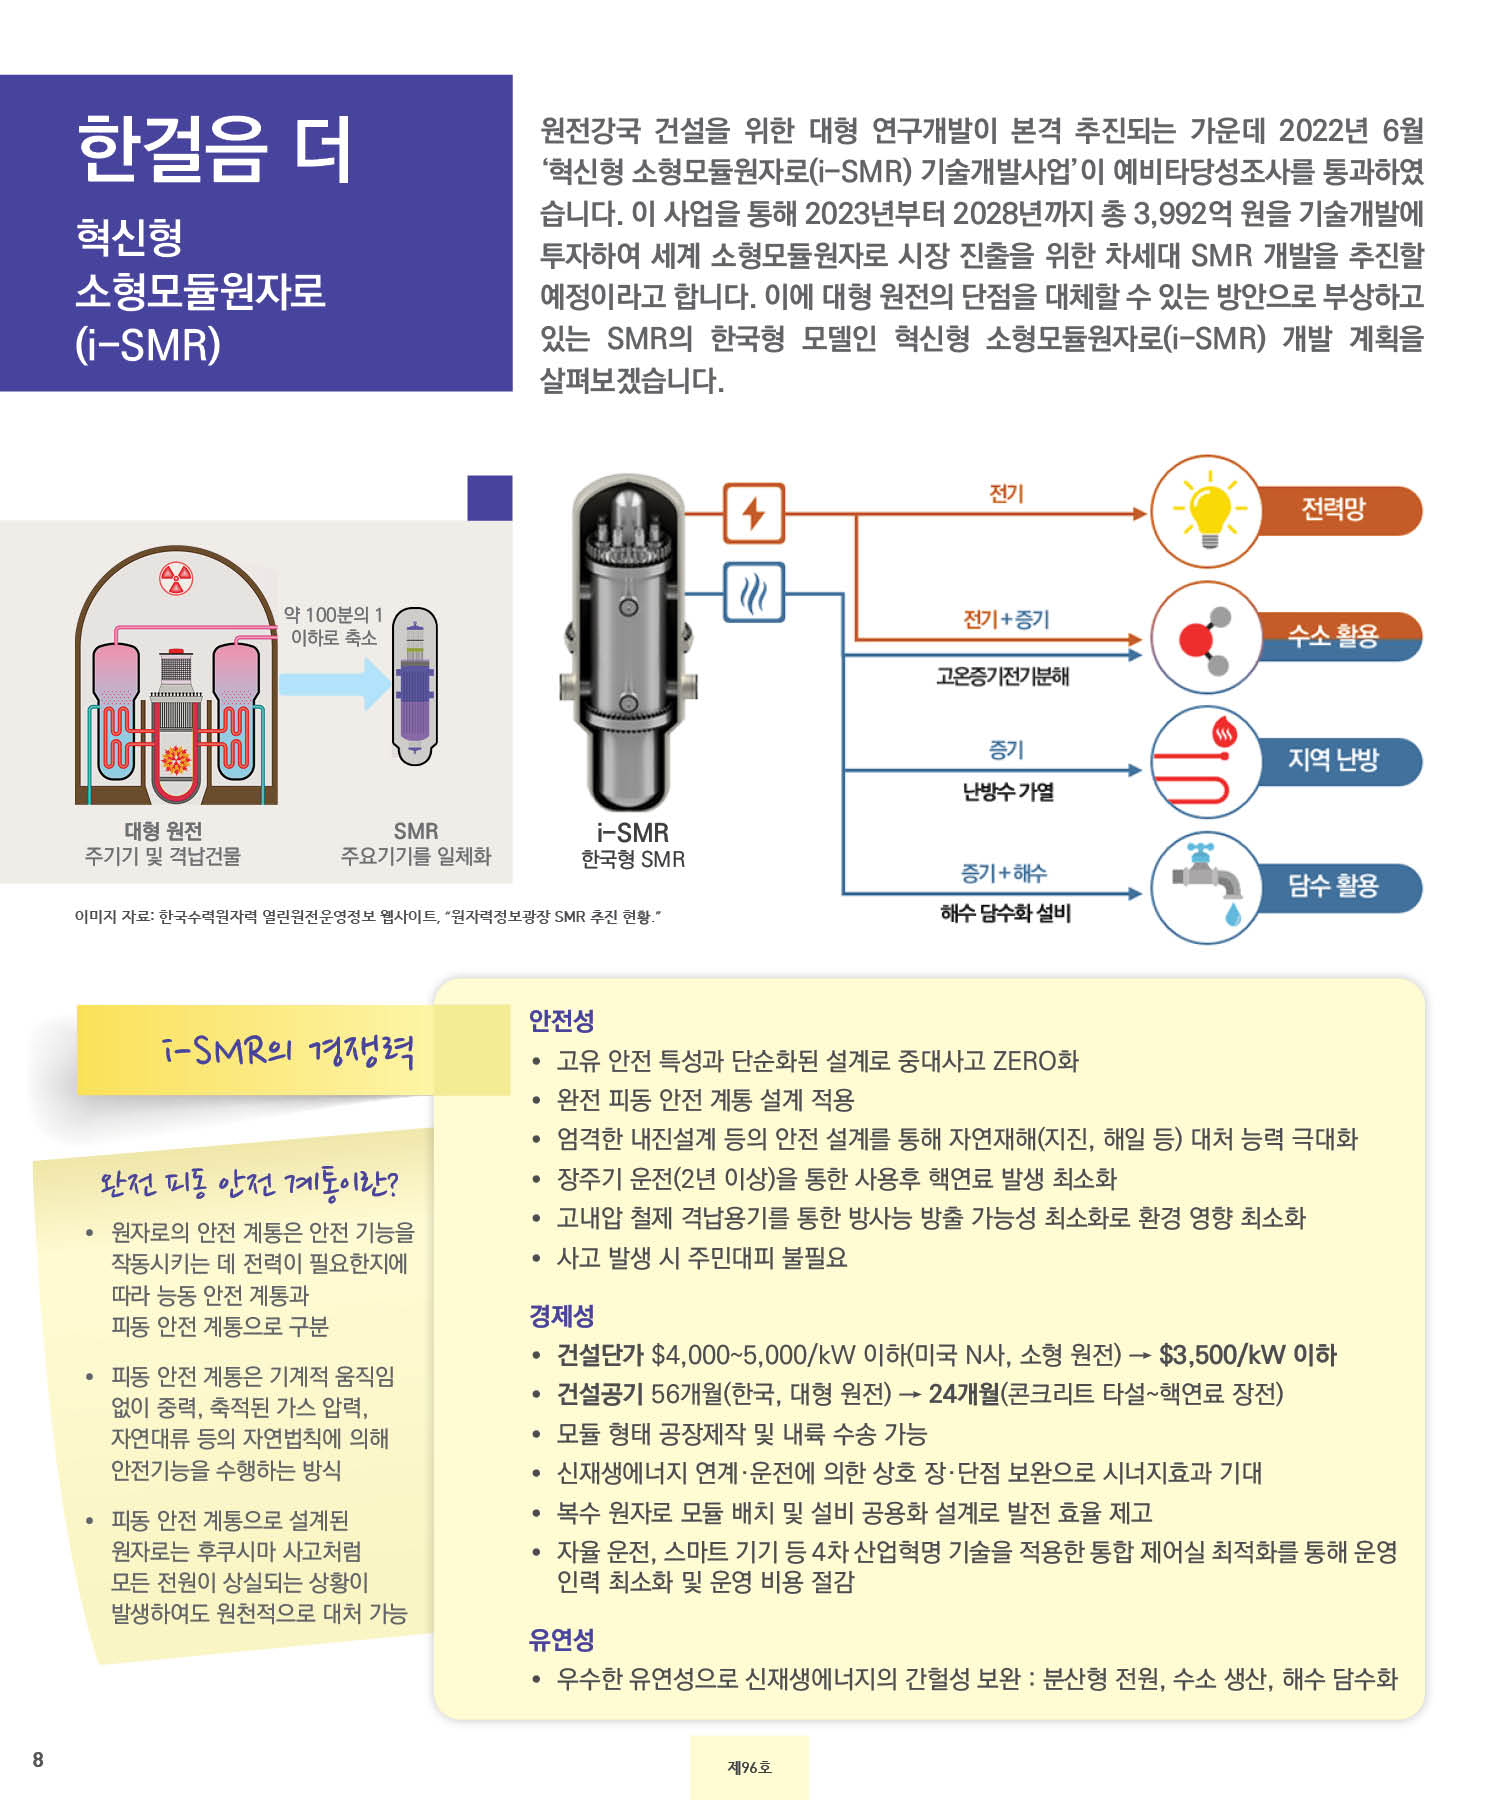 한걸음 더
혁신형
소형모듈원자로
(i-SMR)
원전강국 건설을 위한 대형 연구개발이 본격 추진되는 가운데 2022년 6월
‘혁신형 소형모듈원자로(i-SMR) 기술개발사업’이 예비타당성조사를 통과하였
습니다. 이 사업을 통해 2023년부터 2028년까지 총 3,992억 원을 기술개발에
투자하여 세계 소형모듈원자로 시장 진출을 위한 차세대 SMR 개발을 추진할
예정이라고 합니다. 이에 대형 원전의 단점을 대체할 수 있는 방안으로 부상하고
있는 SMR의 한국형 모델인 혁신형 소형모듈원자로(i-SMR) 개발 계획을
살펴보겠습니다.
약 100분의 1
이하로 축소
대형 원전
주기기 및 격납건물
SMR
주요기기를 일체화
i-SMR
한국형 SMR
전기
전력망
전기+증기
고온증기전기분해
수소 활용
증기
난방수 가열
지역 난방
증기+해수
해수 담수화 설비
담수 활용
이미지 자료: 한국수력원자력 열린원전운영정보 웹사이트, “원자력정보광장 SMR 추진 현황.”
i-SMR의 경쟁력
완전 피동 안전 계통이란?
• 원자로의 안전 계통은 안전 기능을
작동시키는 데 전력이 필요한지에
따라 능동 안전 계통과
피동 안전 계통으로 구분
• 피동 안전 계통은 기계적 움직임
없이 중력, 축적된 가스 압력,
자연대류 등의 자연법칙에 의해
안전기능을 수행하는 방식
• 피동 안전 계통으로 설계된
원자로는 후쿠시마 사고처럼
모든 전원이 상실되는 상황이
발생하여도 원천적으로 대처 가능
안전성
• 고유 안전 특성과 단순화된 설계로 중대사고 ZERO화
• 완전 피동 안전 계통 설계 적용
• 엄격한 내진설계 등의 안전 설계를 통해 자연재해(지진, 해일 등) 대처 능력 극대화
• 장주기 운전(2년 이상)을 통한 사용후 핵연료 발생 최소화
• 고내압 철제 격납용기를 통한 방사능 방출 가능성 최소화로 환경 영향 최소화
• 사고 발생 시 주민대피 불필요
경제성
• 건설단가 $4,000~5,000/kW 이하(미국 N사, 소형 원전) → $3,500/kW 이하
• 건설공기 56개월(한국, 대형 원전) → 24개월(콘크리트 타설~핵연료 장전)
• 모듈 형태 공장제작 및 내륙 수송 가능
• 신재생에너지 연계·운전에 의한 상호 장·단점 보완으로 시너지효과 기대
• 복수 원자로 모듈 배치 및 설비 공용화 설계로 발전 효율 제고
• 자율 운전, 스마트 기기 등 4차 산업혁명 기술을 적용한 통합 제어실 최적화를 통해 운영
인력 최소화 및 운영 비용 절감
유연성
• 우수한 유연성으로 신재생에너지의 간헐성 보완 : 분산형 전원, 수소 생산, 해수 담수화
8
제96호